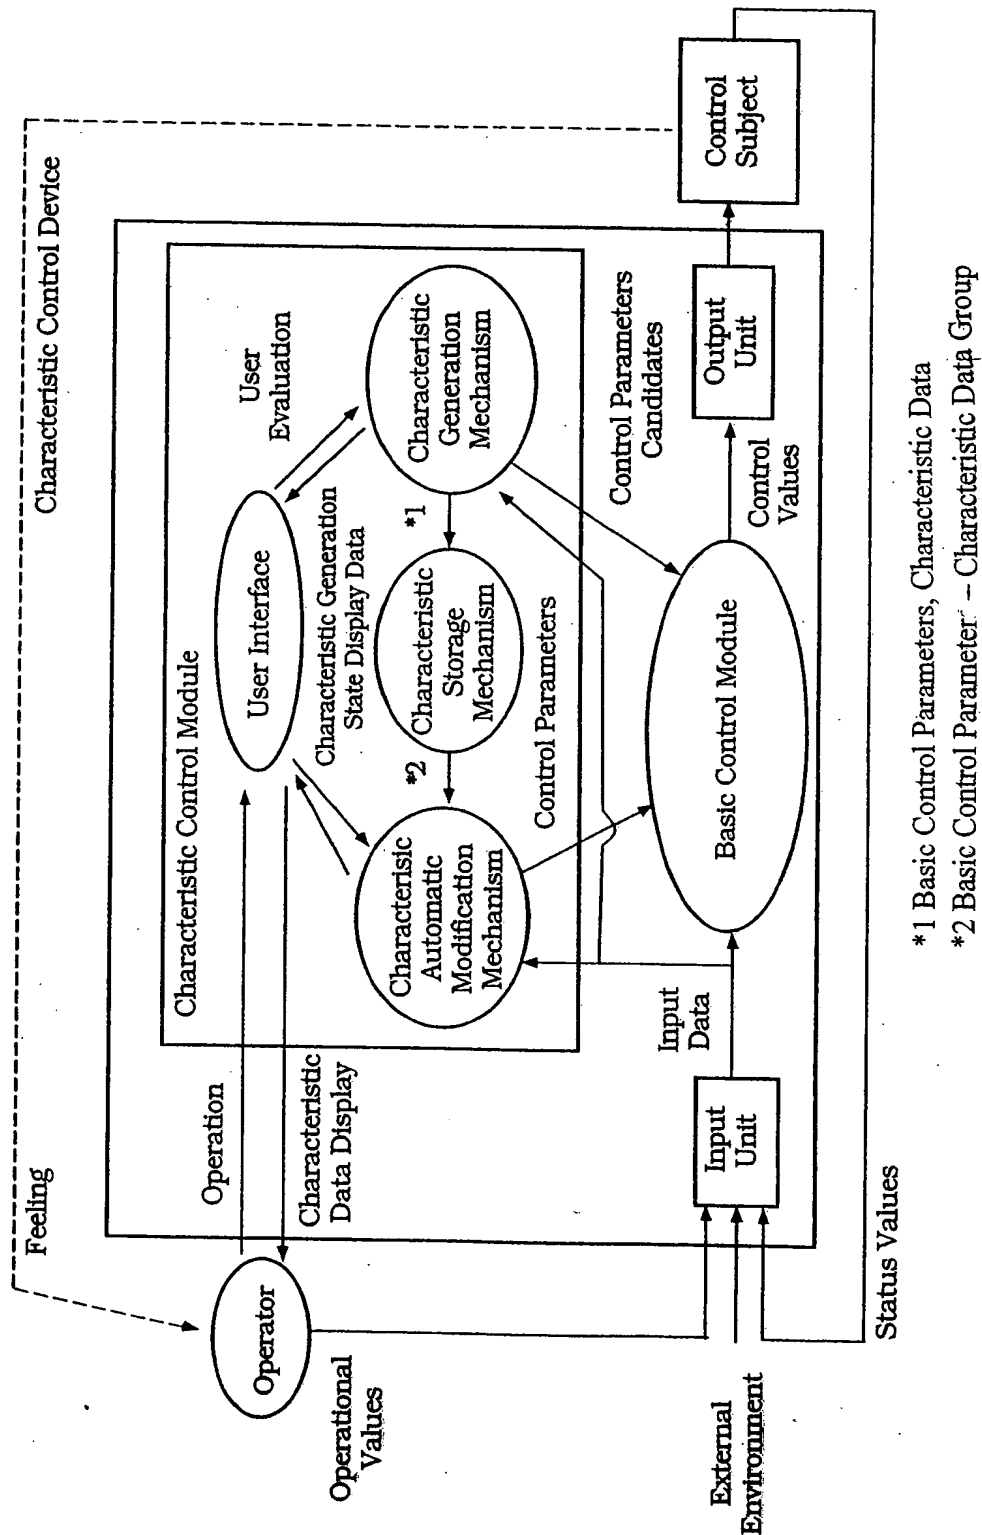 Feeling
Characteristic Control Device
Operation
Characteristic Control Module
User
Evaluation
Operator
User Interface
Characteristic
Data Display
Characteristic Generation
State Display Data
Operational
Values
Characterisic
Automatic
Modification
Mechanism
*2
Characteristic
Storage
Mechanism
*1
Characteristic
Generation
Mechanism
Control Parameters
Control Parameters
Candidates
Input
Data
External
Environment
Input
Unit
Basic Control Module
Control
Values
Output
Unit
Control
Subject
Status Values
*1 Basic Control Parameters, Characteristic Data
*2 Basic Control Parameter – Characteristic Data Group